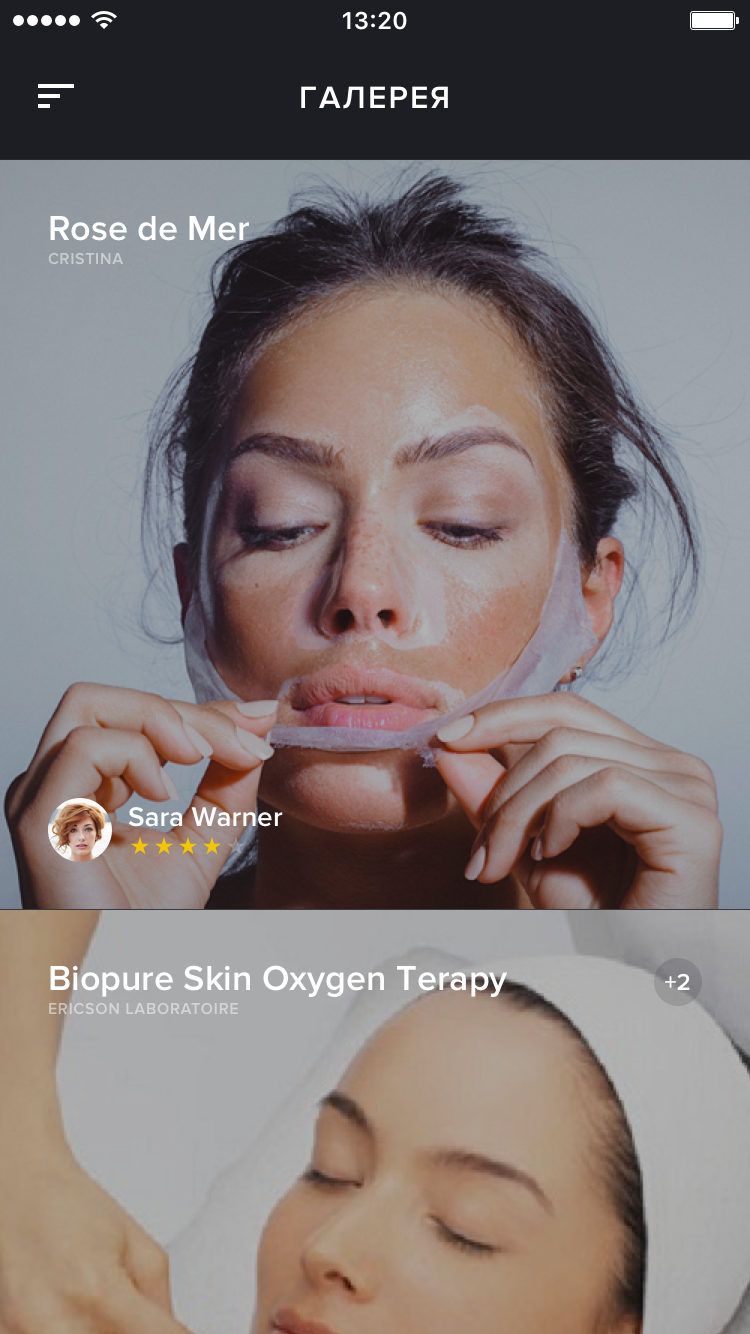 13:20
ГАЛЕРЕЯ
Rose de Mer
CRISTINA
Sara Warner
Biopure Skin Oxygen Terapy
+2
ERICSON LABORATOIRE